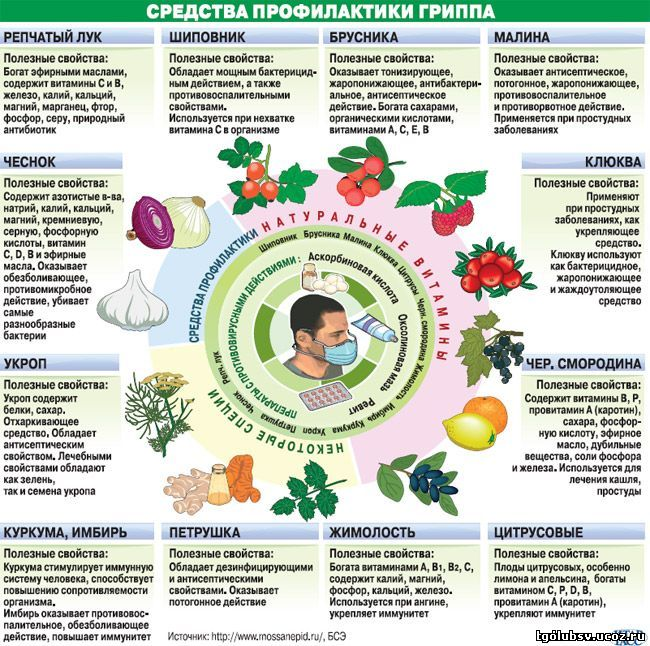 СРЕДСТВА ПРОФИЛАКТИКИ ГРИППА
РЕПЧАТЫЙ ЛУК
Полезные свойства:
Богат эфирными маслами,
содержит витамины С и В,
железо, калий, кальций,
магний, марганец, фтор,
фосфор, серу, природный
антибиотик
ШИПОВНИК
Полезные свойства:
Обладает мощным бактерицид-
ным действием, а также
противовоспалительными
свойствами.
Используется при нехватке
витамина С в организме
БРУСНИКА
Полезные свойства:
Оказывает тонизирующее,
жаропонижающее, антибактери-
альное, антисептическое
действие. Богата сахарами,
органическими кислотами,
витаминами А, С, Е, В
МАЛИНА
Полезные свойства:
Оказывает антисептическое,
потогонное, жаропонижающее,
противовоспалительное
и противорвотное действие.
Применяется при простудных
заболеваниях
ЧЕСНОК
Полезные свойства:
Содержит азотистые в-ва,
натрий, калий, кальций,
магний, кремниевую,
серную, фосфорную
кислоты, витамин
С, D, В и эфирные
масла. Оказывает
обезболивающее,
противомикробное
действие, убивает
самые
разнообразные
бактерии
КЛЮКВА
Полезные свойства:
Применяют
при простудных
заболеваниях, как
укрепляющее
средство.
Клюкву используют
как бактерицидное,
жаропонижающее
и жаждоутоляющее
средство
СРЕДСТВА ПРОФИЛАКТИКИ
НАТУРАЛЬНЫЕ ВИТАМИНЫ
НЕКОТОРЫЕ СПЕЦИИ
Шиповник Брусника Малина Клюква Цитрусы Черн. смородина Жимолость
Имбирь Куркума Укроп Петрушка Чеснок Репч. лук
ПРЕПАРАТЫ С ПРОТИВОВИРУСНЫМИ ДЕЙСТВИЯМИ:
Аскорбиновая кислота
Оксолиновая мазь
Ревит
УКРОП
Полезные свойства:
Укроп содержит
белки, сахар.
Отхаркивающее
средство, Обладает
антисептическим
свойством. Лечебными
свойствами обладают
как зелень,
так и семена укропа
ЧЕР. СМОРОДИНА
Полезные свойства:
Содержит витамины В, Р,
провитамин А (каротин),
сахара, фосфор-
ную кислоту, эфирное
масло, дубильные
вещества, соли фосфора
и железа. Используется для
лечения кашля,
простуды
КУРКУМА, ИМБИРЬ
Полезные свойства:
Куркума стимулирует иммунную
систему человека, способствует
повышению сопротивляемости
организма.
Имбирь оказывает противовос-
палительное, обезболивающее
действие, повышает иммунитет
ПЕТРУШКА
Полезные свойства:
Обладает дезинфицирующими
и антисептическими
свойствами. Оказывает
потогонное действие
ЖИМОЛОСТЬ
Полезные свойства:
Богата витаминами А, В1, В2, С,
содержит калий, магний,
фосфор, кальций, железо.
Используется при ангине,
укрепляет иммунитет
ЦИТРУСОВЫЕ
Полезные свойства:
Плоды цитрусовых, особенно
лимона и апельсина, богаты
витамином С, Р, D, В,
провитамин А (каротин),
укрепляют иммунитет
Источник: http://www.mossanepid.ru/, БСЭ
tgolubsv.ucoz.ru